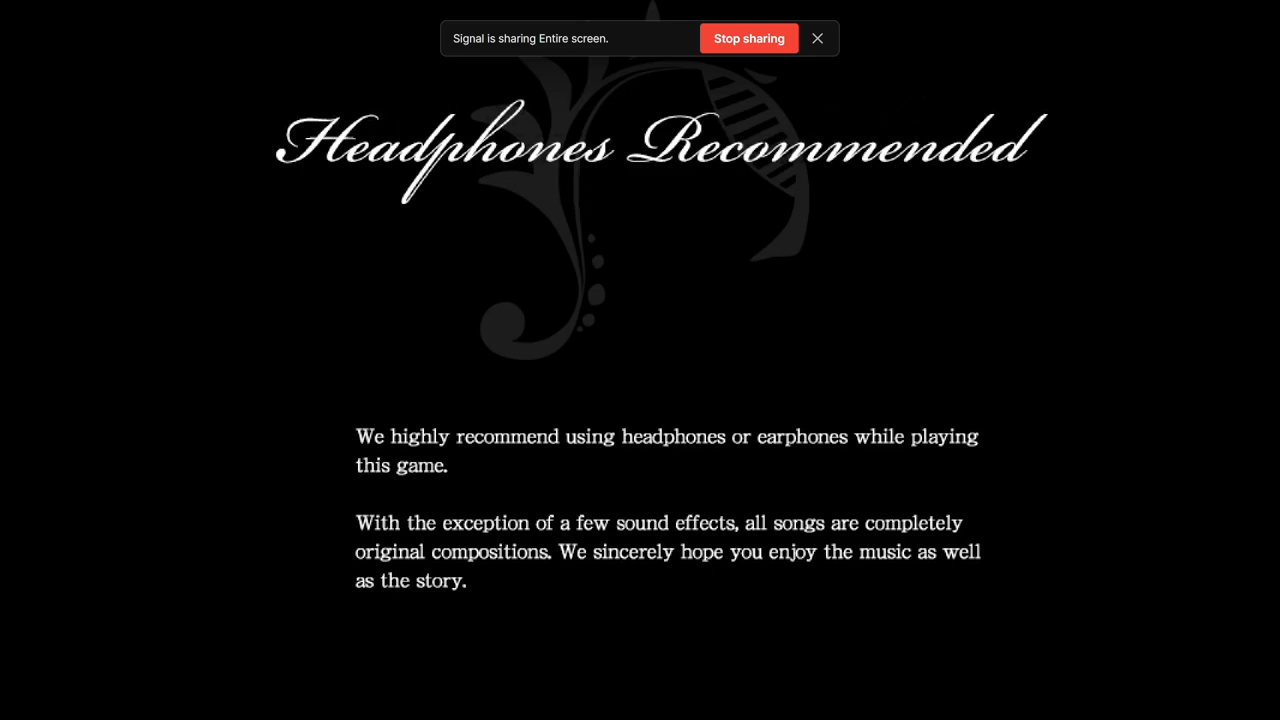 Signal is sharing Entire screen.
Stop sharing
Headphones Recommended
We highly recommend using headphones or earphones while playing
this game.
With the exception of a few sound effects, all songs are completely
original compositions. We sincerely hope you enjoy the music as well
as the story.